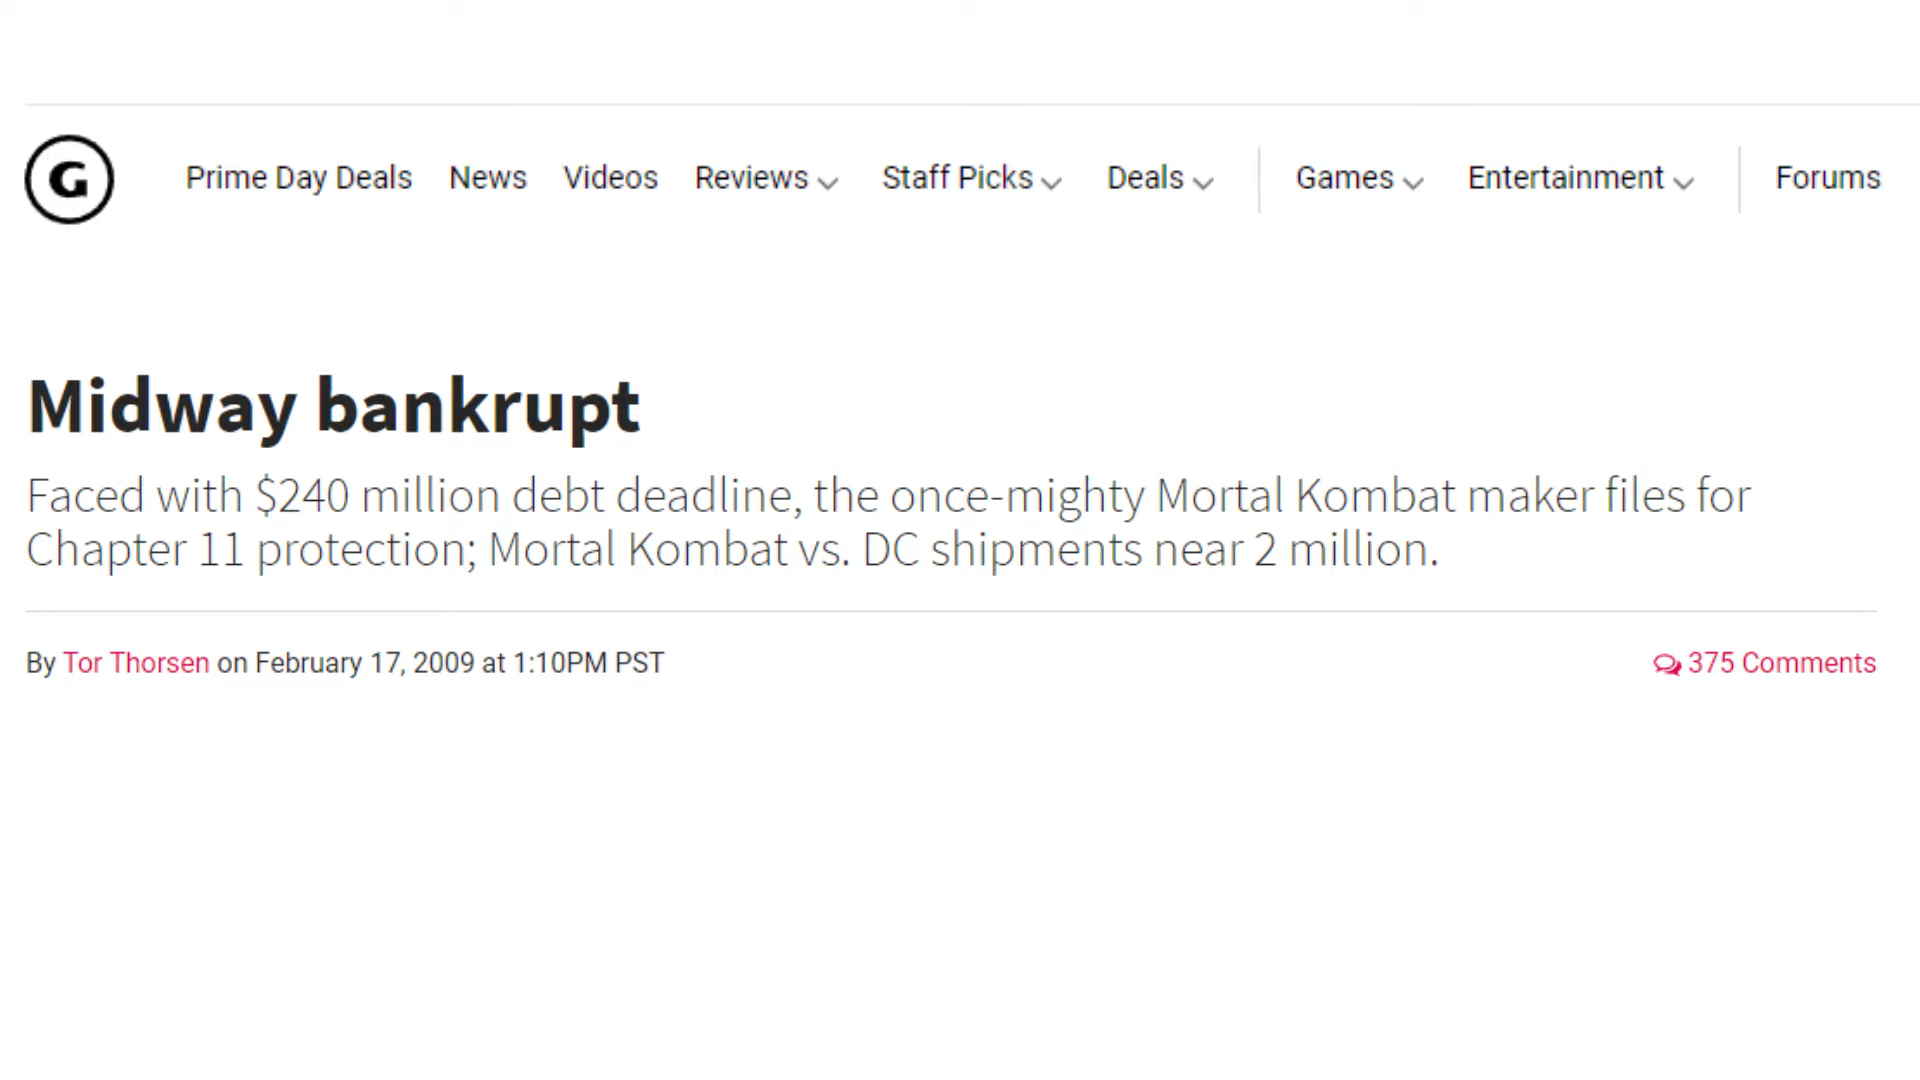 G Prime Day Deals News Videos Reviews Staff Picks Deals Games Entertainment Forums
Midway bankrupt
Faced with $240 million debt deadline, the once-mighty Mortal Kombat maker files for
Chapter 11 protection; Mortal Kombat vs. DC shipments near 2 million.
By Tor Thorsen on February 17, 2009 at 1:10PM PST 375 Comments